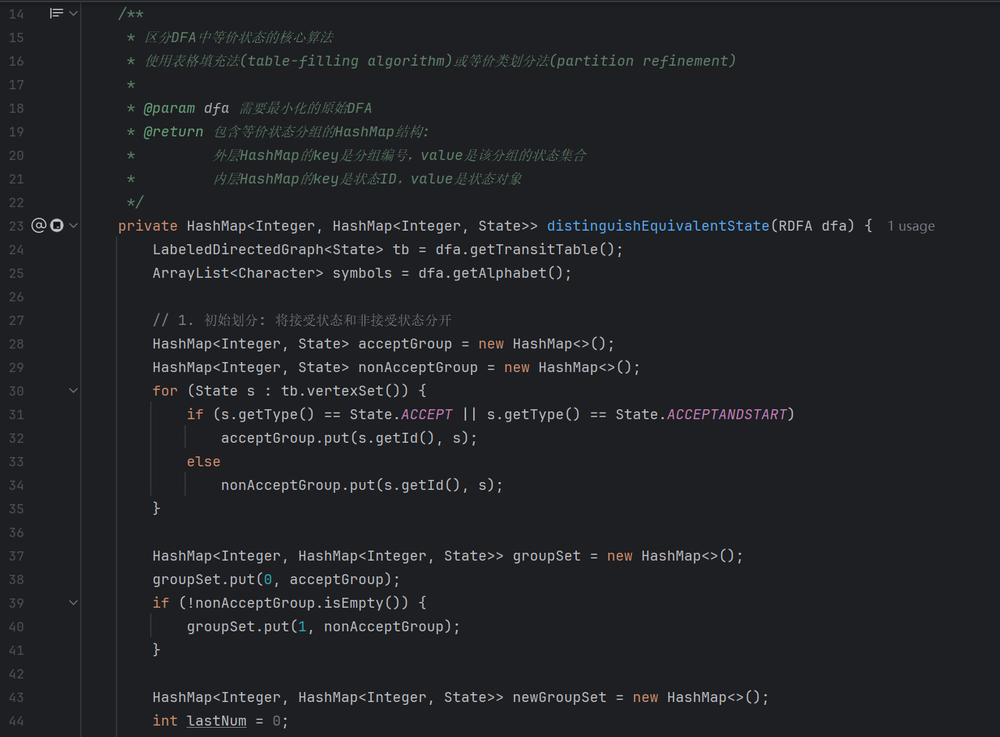 14 /**
15 * 区分DFA中等价状态的核心算法
16 * 使用表格填充法(table-filling algorithm)或等价类划分法(partition refinement)
17 *
18 * @param dfa 需要最小化的原始DFA
19 * @return 包含等价状态分组的HashMap结构:
20 * 外层HashMap的key是分组编号，value是该分组的状态集合
21 * 内层HashMap的key是状态ID，value是状态对象
22 */
23 private HashMap<Integer, HashMap<Integer, State>> distinguishEquivalentState(RDFA dfa) { 1 usage
24 LabeledDirectedGraph<State> tb = dfa.getTransitTable();
25 ArrayList<Character> symbols = dfa.getAlphabet();
26
27 // 1. 初始划分: 将接受状态和非接受状态分开
28 HashMap<Integer, State> acceptGroup = new HashMap<>();
29 HashMap<Integer, State> nonAcceptGroup = new HashMap<>();
30 for (State s : tb.vertexSet()) {
31 if (s.getType() == State.ACCEPT || s.getType() == State.ACCEPTANDSTART)
32 acceptGroup.put(s.getId(), s);
33 else
34 nonAcceptGroup.put(s.getId(), s);
35 }
36
37 HashMap<Integer, HashMap<Integer, State>> groupSet = new HashMap<>();
38 groupSet.put(0, acceptGroup);
39 if (!nonAcceptGroup.isEmpty()) {
40 groupSet.put(1, nonAcceptGroup);
41 }
42
43 HashMap<Integer, HashMap<Integer, State>> newGroupSet = new HashMap<>();
44 int lastNum = 0;